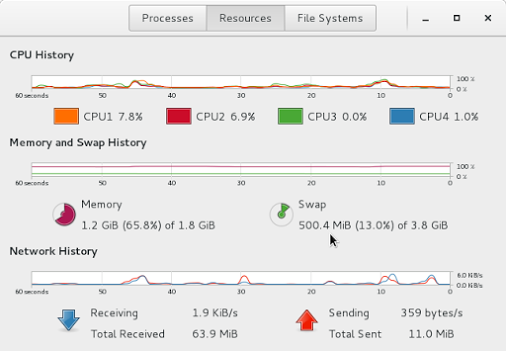 Processes Resources File Systems
CPU History
100 %
0 %
60 seconds 50 40 30 20 10 0
CPU1 7.8% CPU2 6.9% CPU3 0.0% CPU4 1.0%
Memory and Swap History
100 %
0 %
60 seconds 50 40 30 20 10 0
Memory Swap
1.2 GiB (65.8%) of 1.8 GiB 500.4 MiB (13.0%) of 3.8 GiB
Network History
6.0 KiB/s
0.0 KiB/s
60 seconds 50 40 30 20 10 0
Receiving 1.9 KiB/s Sending 359 bytes/s
Total Received 63.9 MiB Total Sent 11.0 MiB